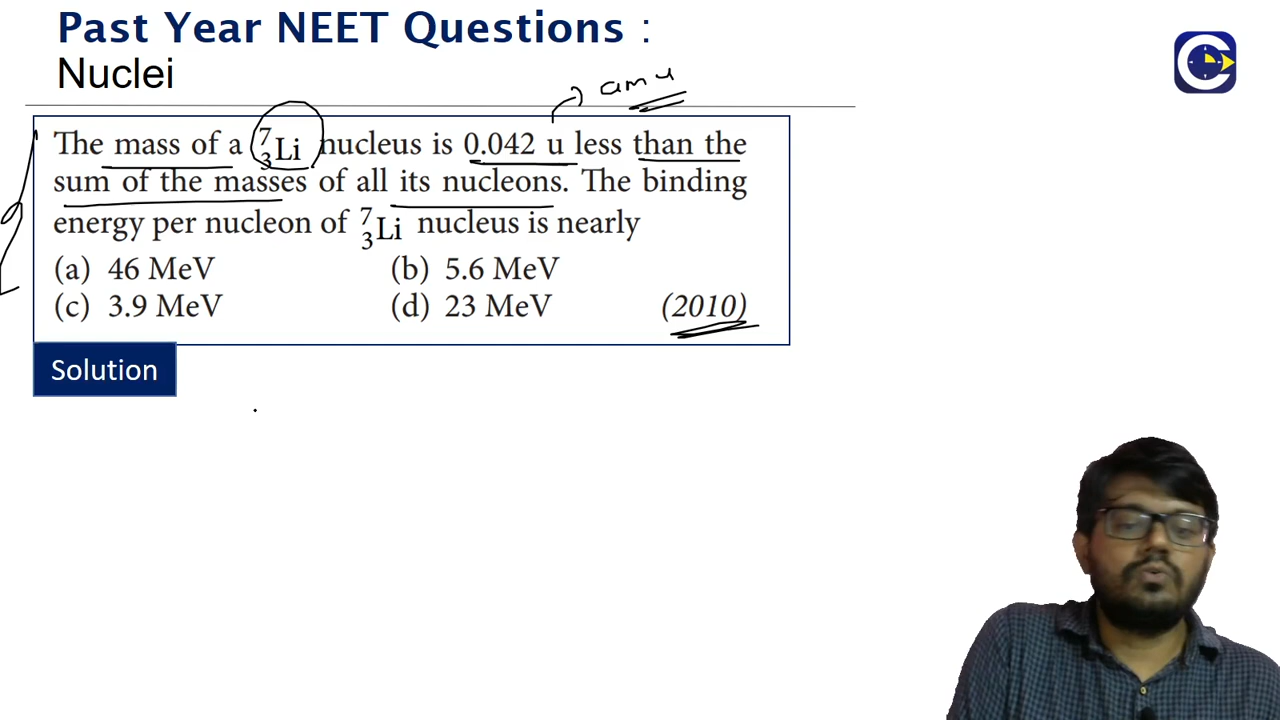 Past Year NEET Questions :
Nuclei
amu
The mass of a ⁷₃Li nucleus is 0.042 u less than the
sum of the masses of all its nucleons. The binding
energy per nucleon of ⁷₃Li nucleus is nearly
(a) 46 MeV (b) 5.6 MeV
(c) 3.9 MeV (d) 23 MeV (2010)
Solution